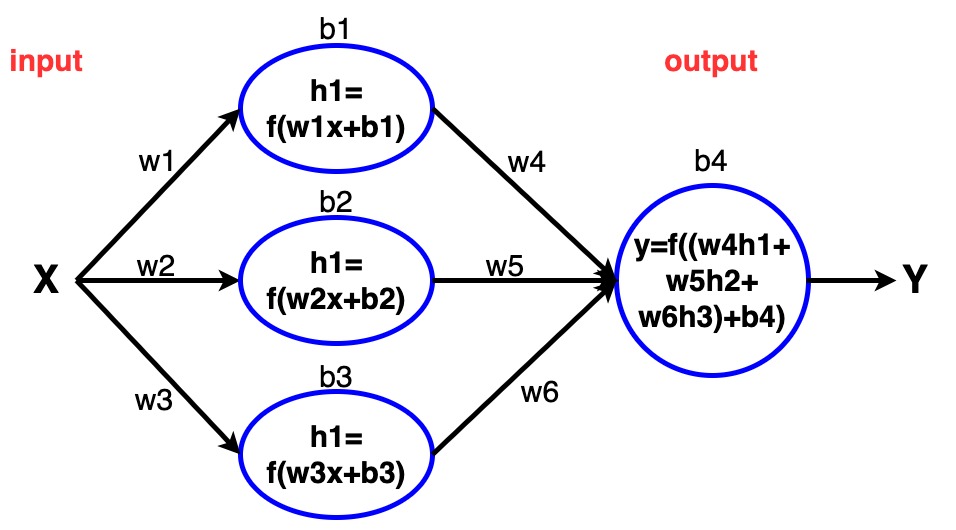 input
output
b1
h1=
f(w1x+b1)
w1
w4
b4
b2
h1=
f(w2x+b2)
w2
w5
X
y=f((w4h1+
w5h2+
w6h3)+b4)
Y
b3
h1=
f(w3x+b3)
w3
w6